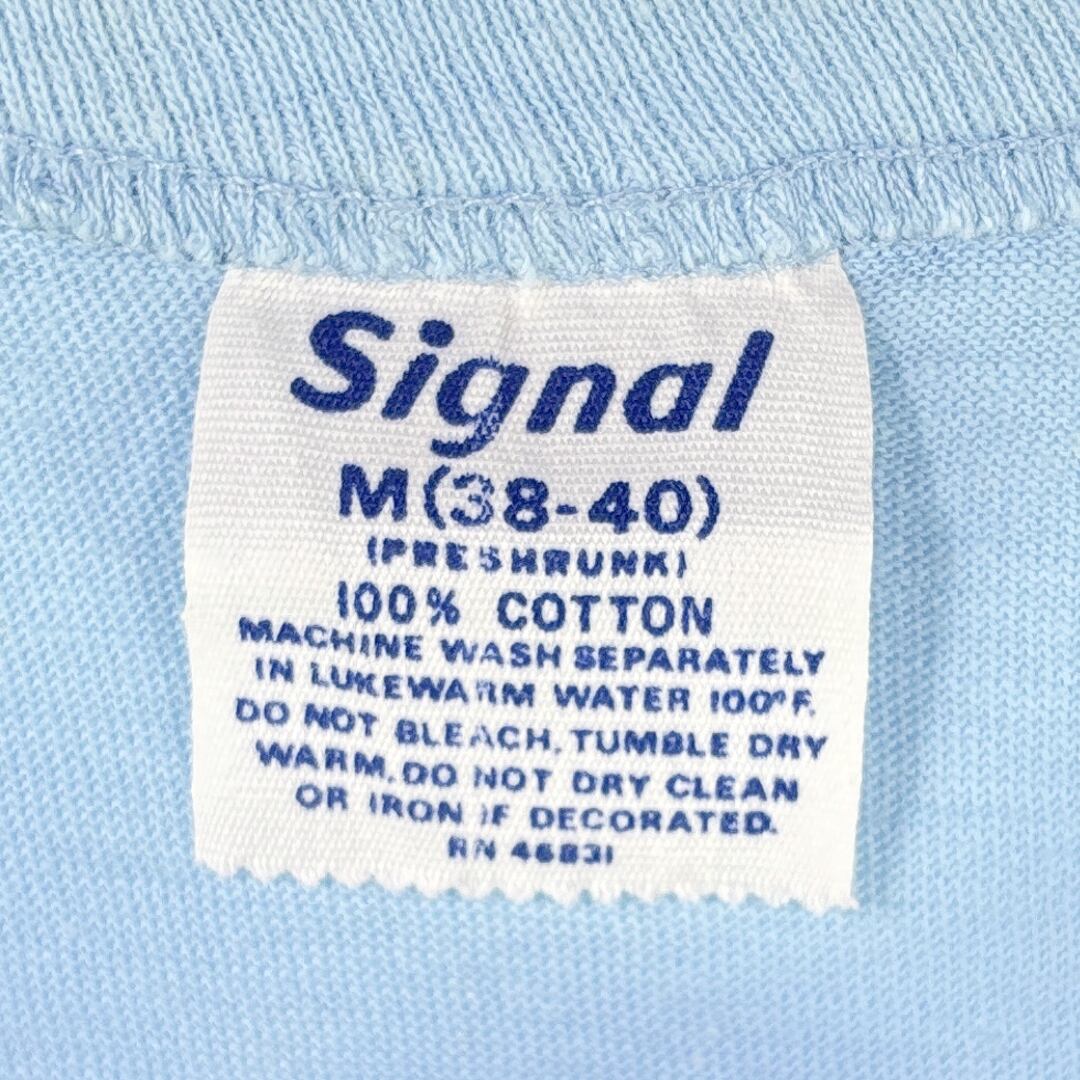 Signal
M (38-40)
(PRESHRUNK)
100% COTTON
MACHINE WASH SEPARATELY
IN LUKEWARM WATER 100°F.
DO NOT BLEACH. TUMBLE DRY
WARM. DO NOT DRY CLEAN
OR IRON IF DECORATED.
RN 46831